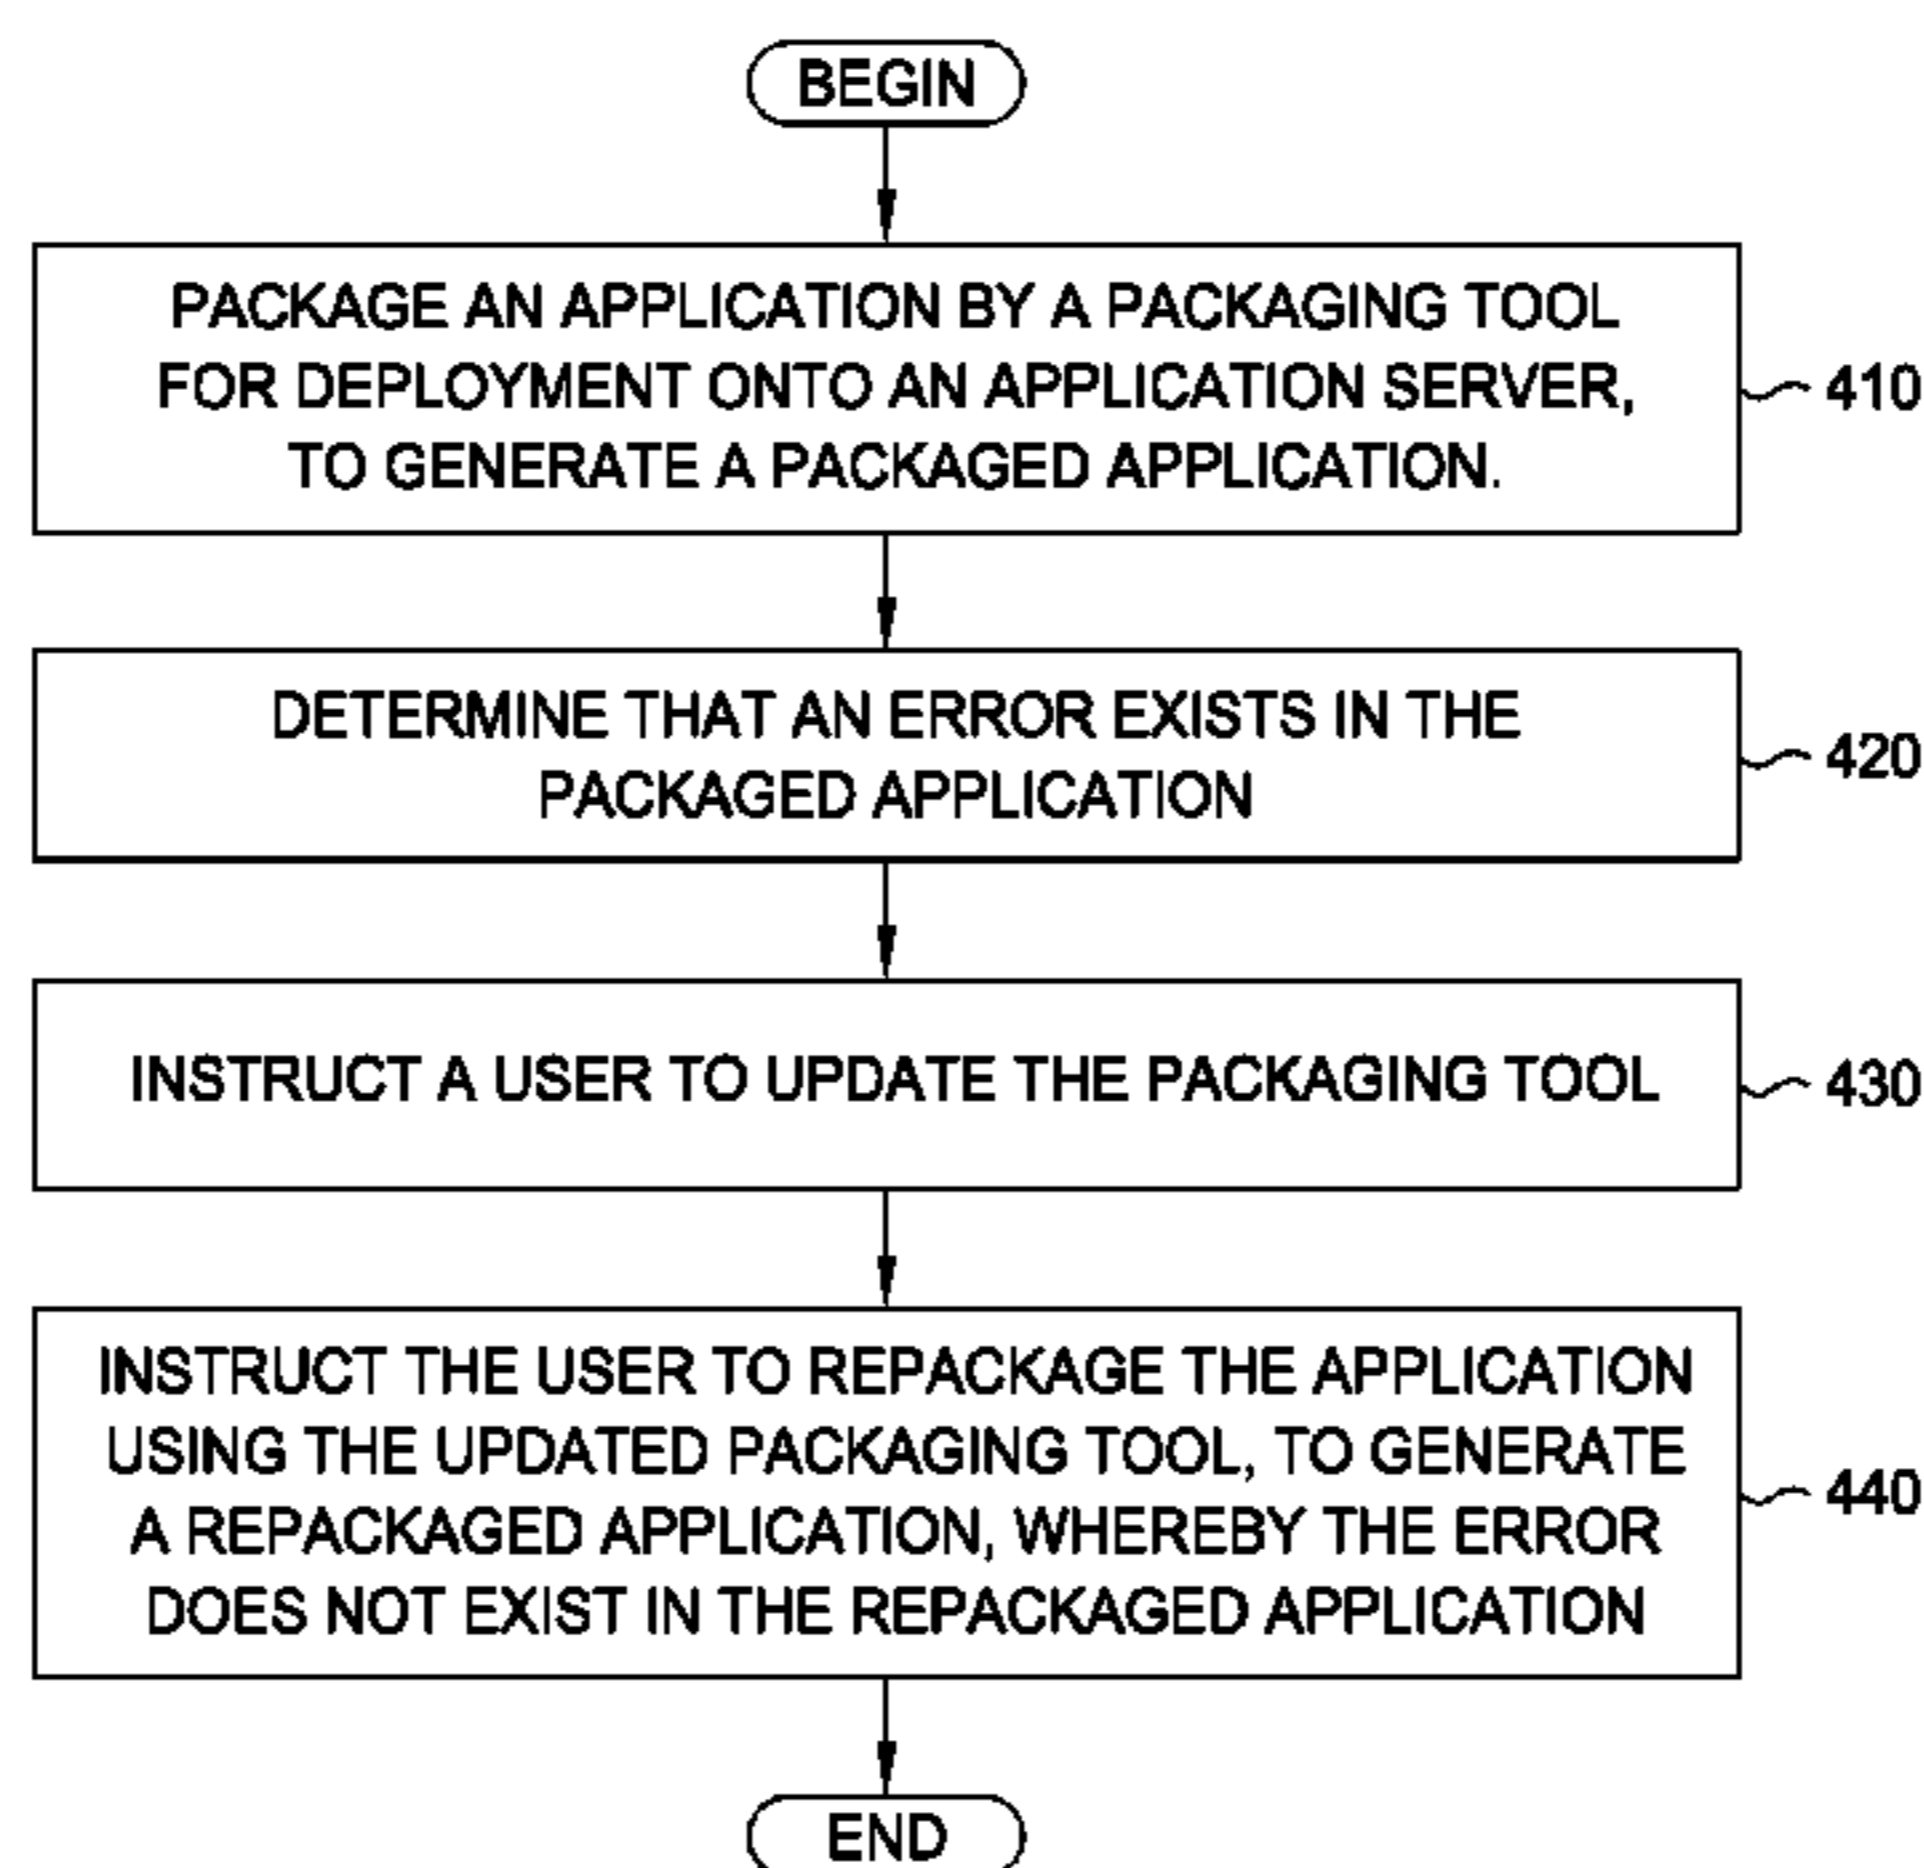 BEGIN
PACKAGE AN APPLICATION BY A PACKAGING TOOL
FOR DEPLOYMENT ONTO AN APPLICATION SERVER,
TO GENERATE A PACKAGED APPLICATION.
410
DETERMINE THAT AN ERROR EXISTS IN THE
PACKAGED APPLICATION
420
INSTRUCT A USER TO UPDATE THE PACKAGING TOOL
430
INSTRUCT THE USER TO REPACKAGE THE APPLICATION
USING THE UPDATED PACKAGING TOOL, TO GENERATE
A REPACKAGED APPLICATION, WHEREBY THE ERROR
DOES NOT EXIST IN THE REPACKAGED APPLICATION
440
END